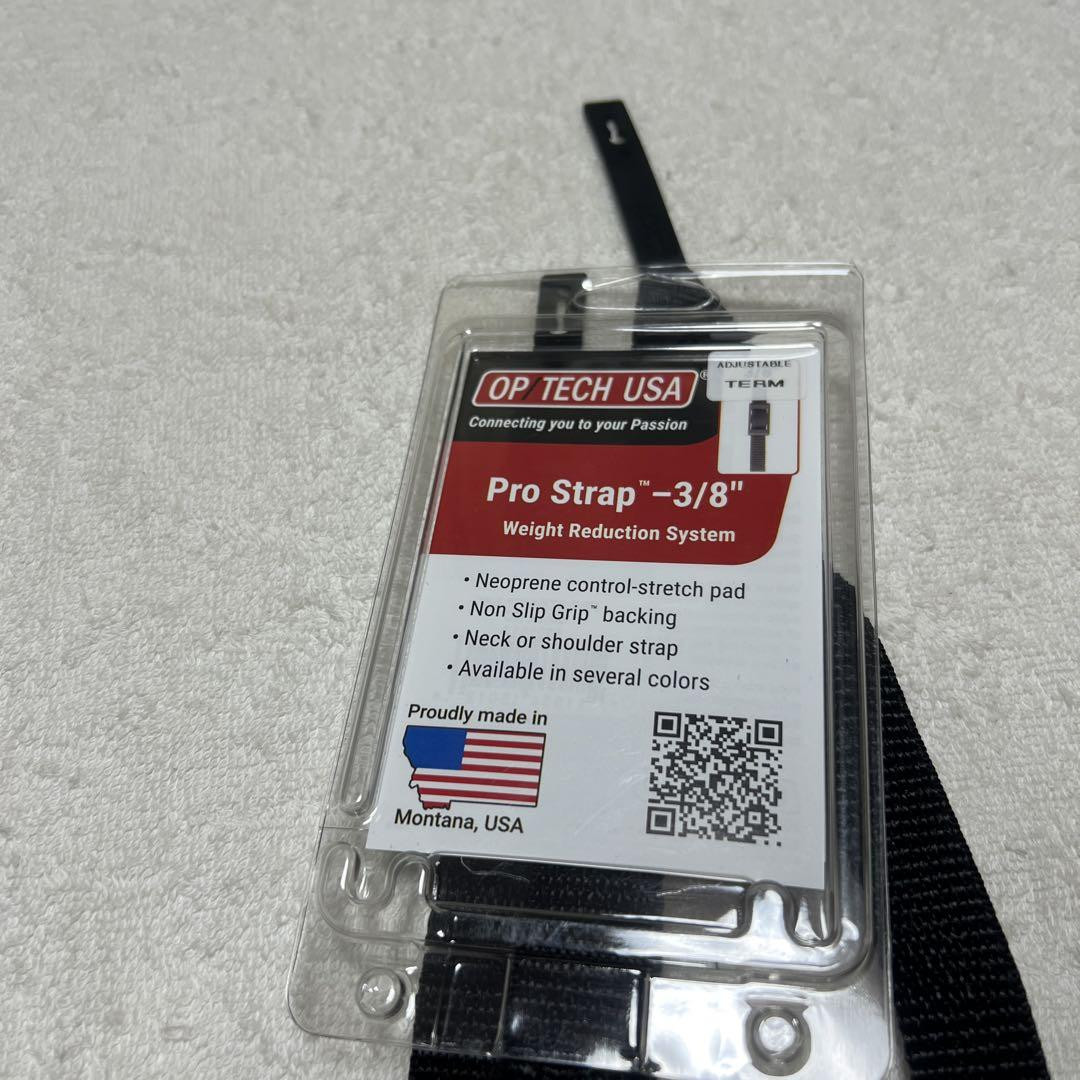 OP/TECH USA®
Connecting you to your Passion
ADJUSTABLE
TERM
Pro Strap™–3/8"
Weight Reduction System
• Neoprene control-stretch pad
• Non Slip Grip™ backing
• Neck or shoulder strap
• Available in several colors
Proudly made in
Montana, USA